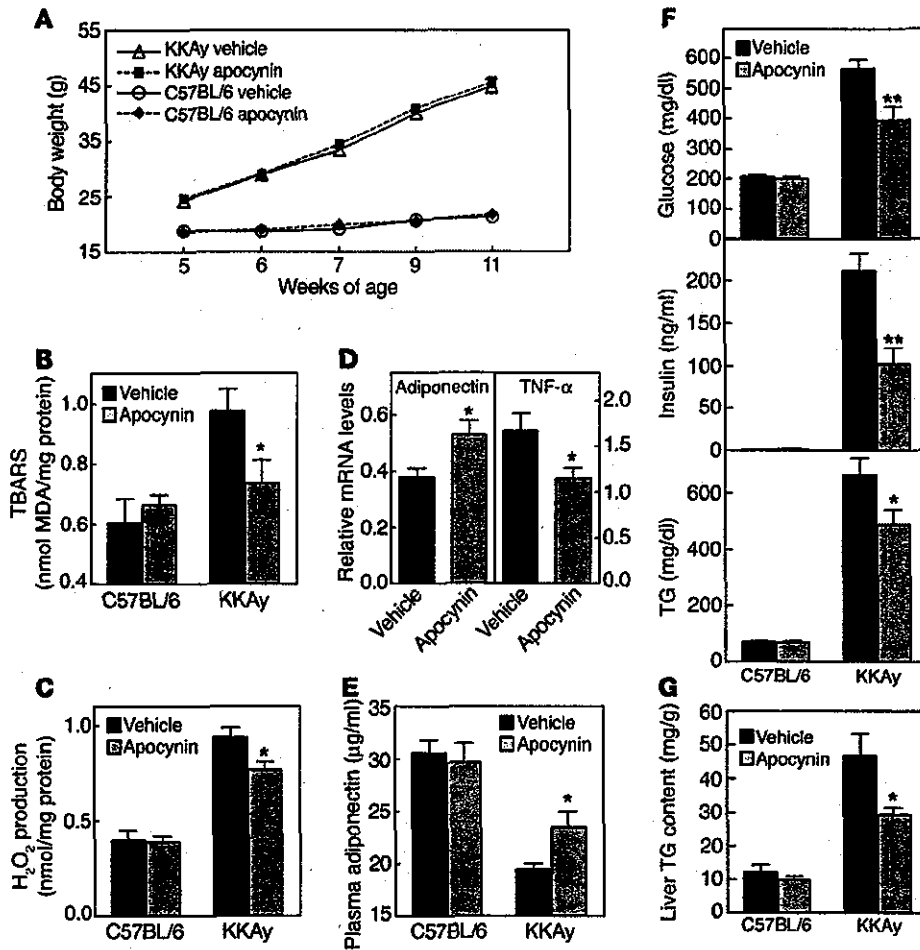 A
55
45
35
25
15
Body weight (g)
KKAy vehicle
KKAy apocynin
C57BL/6 vehicle
C57BL/6 apocynin
5 6 7 9 11
Weeks of age
B
Vehicle
Apocynin
1.0
0.8
0.6
0.4
TBARS
(nmol MDA/mg protein)
*
C57BL/6 KKAy
C
Vehicle
Apocynin
1.0
0.5
0.0
H2O2 production
(nmol/mg protein)
*
C57BL/6 KKAy
D
Adiponectin TNF-α
0.6
0.4
0.2
0.0
Relative mRNA levels
* *
2.0
1.5
1.0
0.5
0.0
Vehicle Apocynin Vehicle Apocynin
E
Vehicle
Apocynin
35
30
25
20
15
Plasma adiponectin (µg/ml)
*
C57BL/6 KKAy
F
Vehicle
Apocynin
600
500
400
300
200
100
0
Glucose (mg/dl)
**
200
150
100
50
0
Insulin (ng/ml)
**
600
400
200
0
TG (mg/dl)
*
C57BL/6 KKAy
G
Vehicle
Apocynin
60
50
40
30
20
10
0
Liver TG content (mg/g)
*
C57BL/6 KKAy